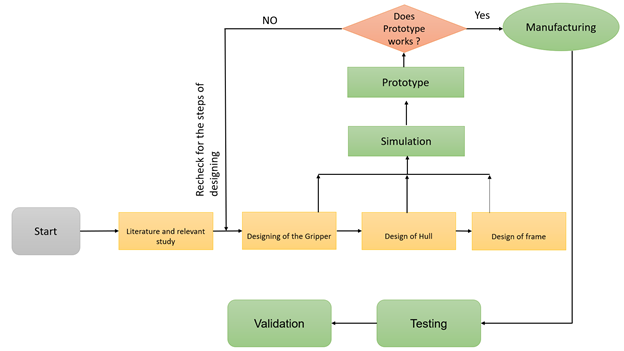 NO
Does
Prototype
works ?
Yes
Manufacturing
Prototype
Simulation
Recheck for the steps of
designing
Start
Literature and relevant
study
Designing of the Gripper
Design of Hull
Design of frame
Validation
Testing